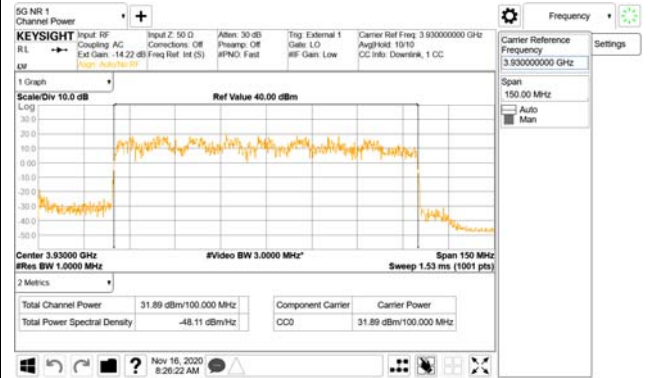 5G NR 1
Channel Power
KEYSIGHT
RL
Input: RF
Coupling: AC
Ext Gain: -14.22 dB
Align: Auto/No RF
Input Z: 50 Ω
Corrections: Off
Freq Ref: Int (S)
Atten: 30 dB
Preamp: Off
#PNO: Fast
Trig: External 1
Gate: LO
#IF Gain: Low
Carrier Ref Freq: 3.930000000 GHz
Avg|Hold: 10/10
CC Info: Downlink, 1 CC
1 Graph
Scale/Div 10.0 dB
Ref Value 40.00 dBm
Log
30.0
20.0
10.0
0.00
-10.0
-20.0
-30.0
-40.0
-50.0
Center 3.93000 GHz
#Video BW 3.0000 MHz*
Span 150 MHz
#Res BW 1.0000 MHz
Sweep 1.53 ms (1001 pts)
2 Metrics
Total Channel Power 31.89 dBm/100.000 MHz
Total Power Spectral Density -48.11 dBm/Hz
Component Carrier Carrier Power
CC0 31.89 dBm/100.000 MHz
Nov 16, 2020
8:26:22 AM
Frequency
Carrier Reference
Frequency
3.930000000 GHz
Span
150.00 MHz
Auto
Man
Settings